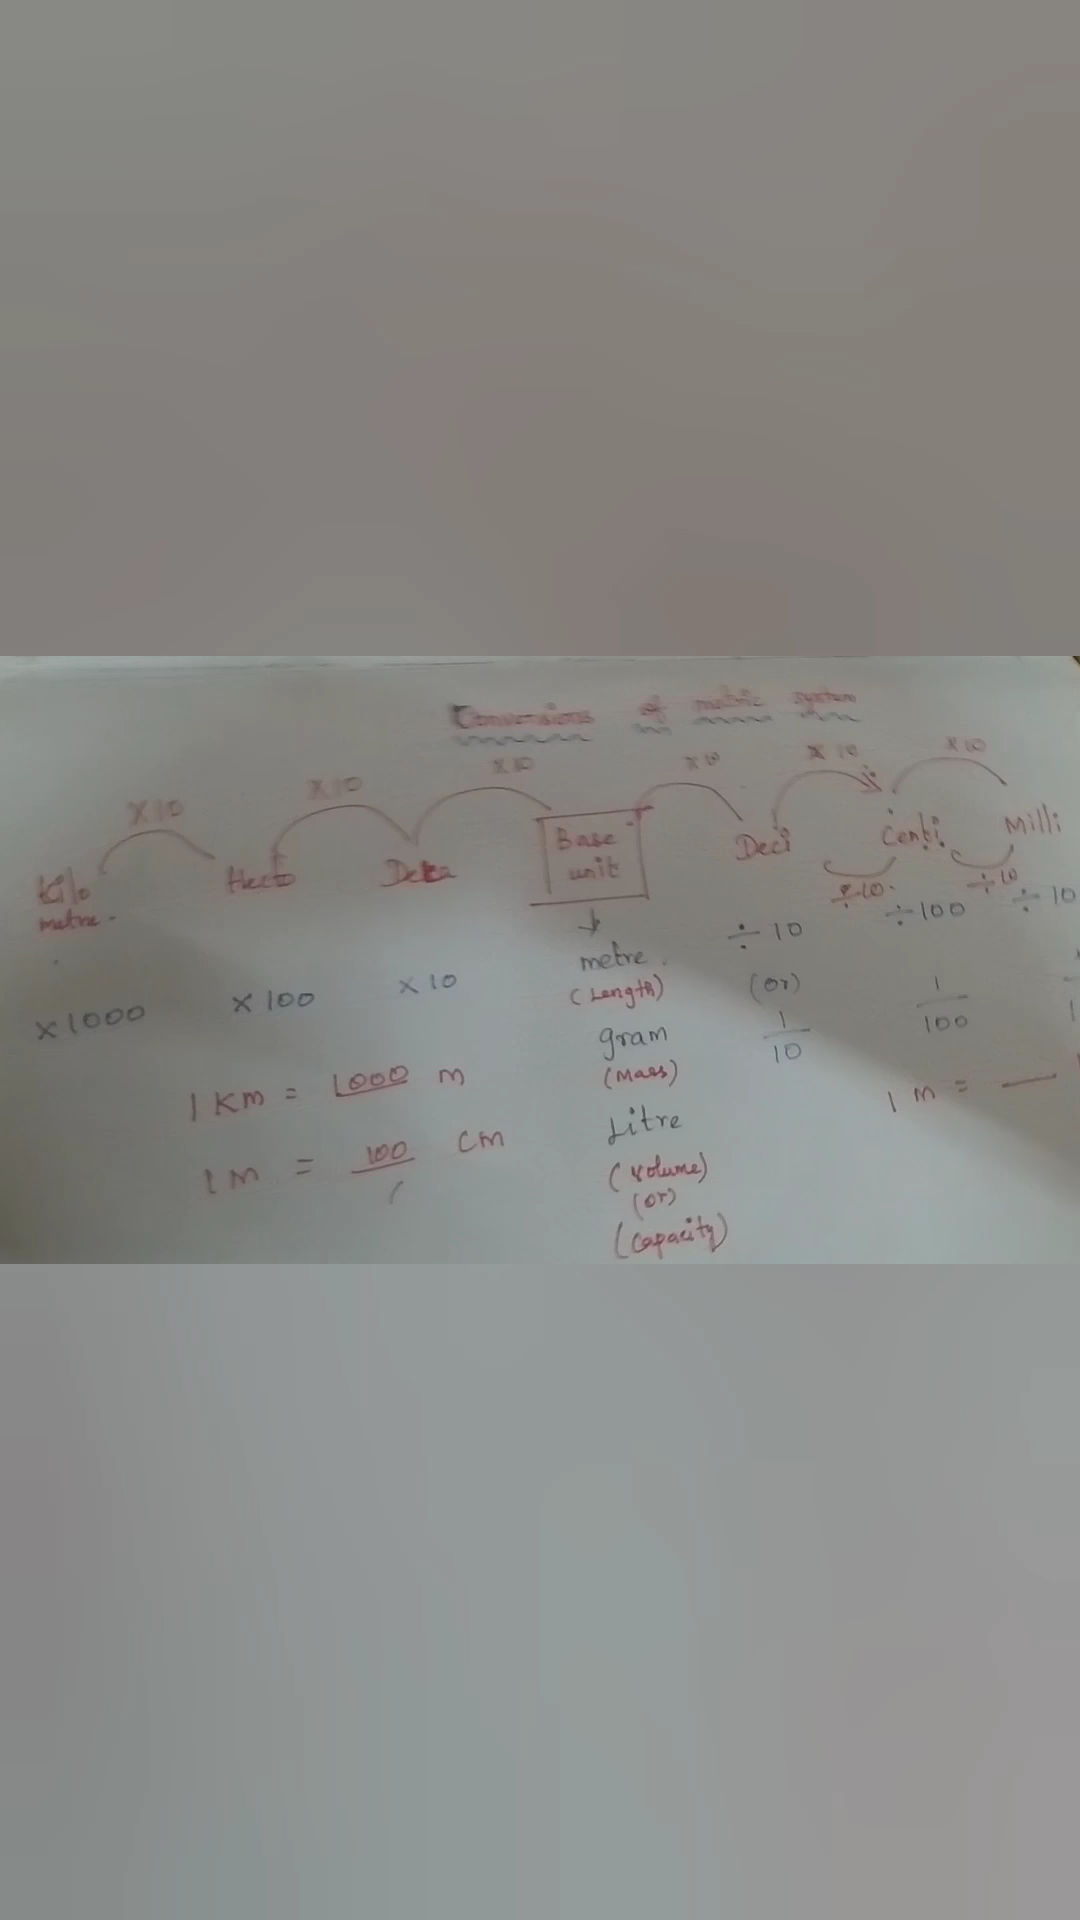 Conversions of metric system
×10 ×10 ×10 ×10 ×10 ×10
Kilo Hecto Deka Base unit Deci Centi Milli
metre.
÷10 ÷10
÷10 ÷100 ÷10
×1000 ×100 ×10
metre.
(Length)
(or)
1/10
1/100
gram
(Mass)
1 KM = 1000 m
1 m =
Litre
1 M = 100 cm
(volume)
(or)
(capacity)